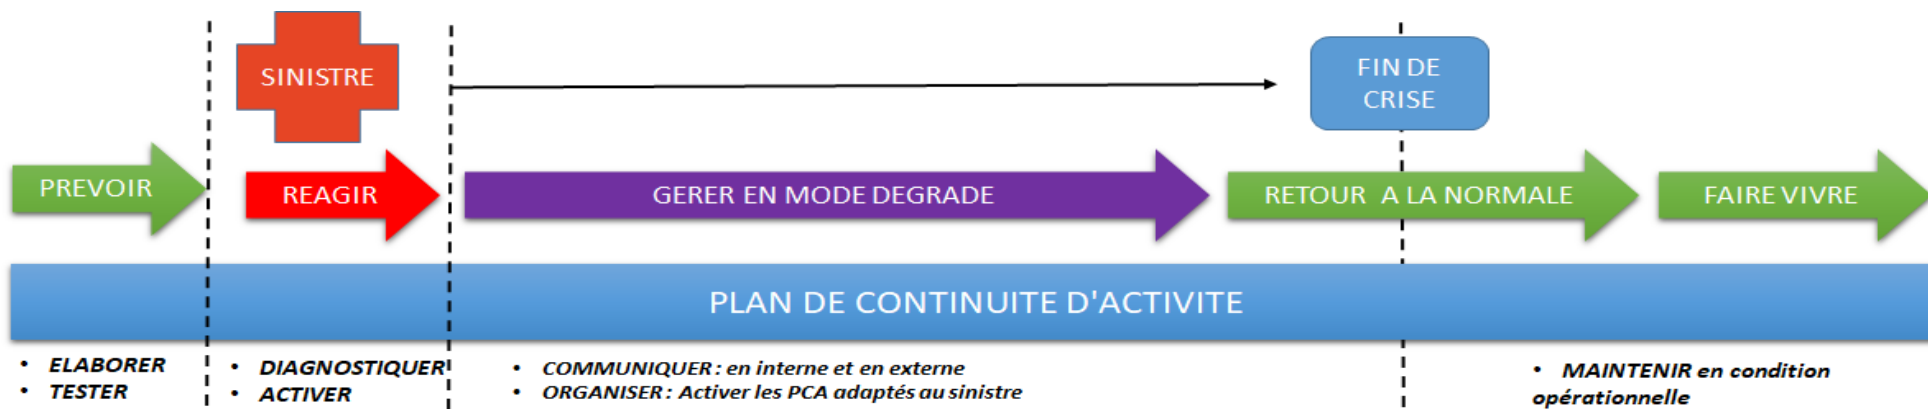 SINISTRE
FIN DE
CRISE
PREVOIR
REAGIR
GERER EN MODE DEGRADE
RETOUR A LA NORMALE
FAIRE VIVRE
PLAN DE CONTINUITE D'ACTIVITE
• ELABORER
• TESTER
• DIAGNOSTIQUER
• ACTIVER
• COMMUNIQUER : en interne et en externe
• ORGANISER : Activer les PCA adaptés au sinistre
• MAINTENIR en condition
opérationnelle